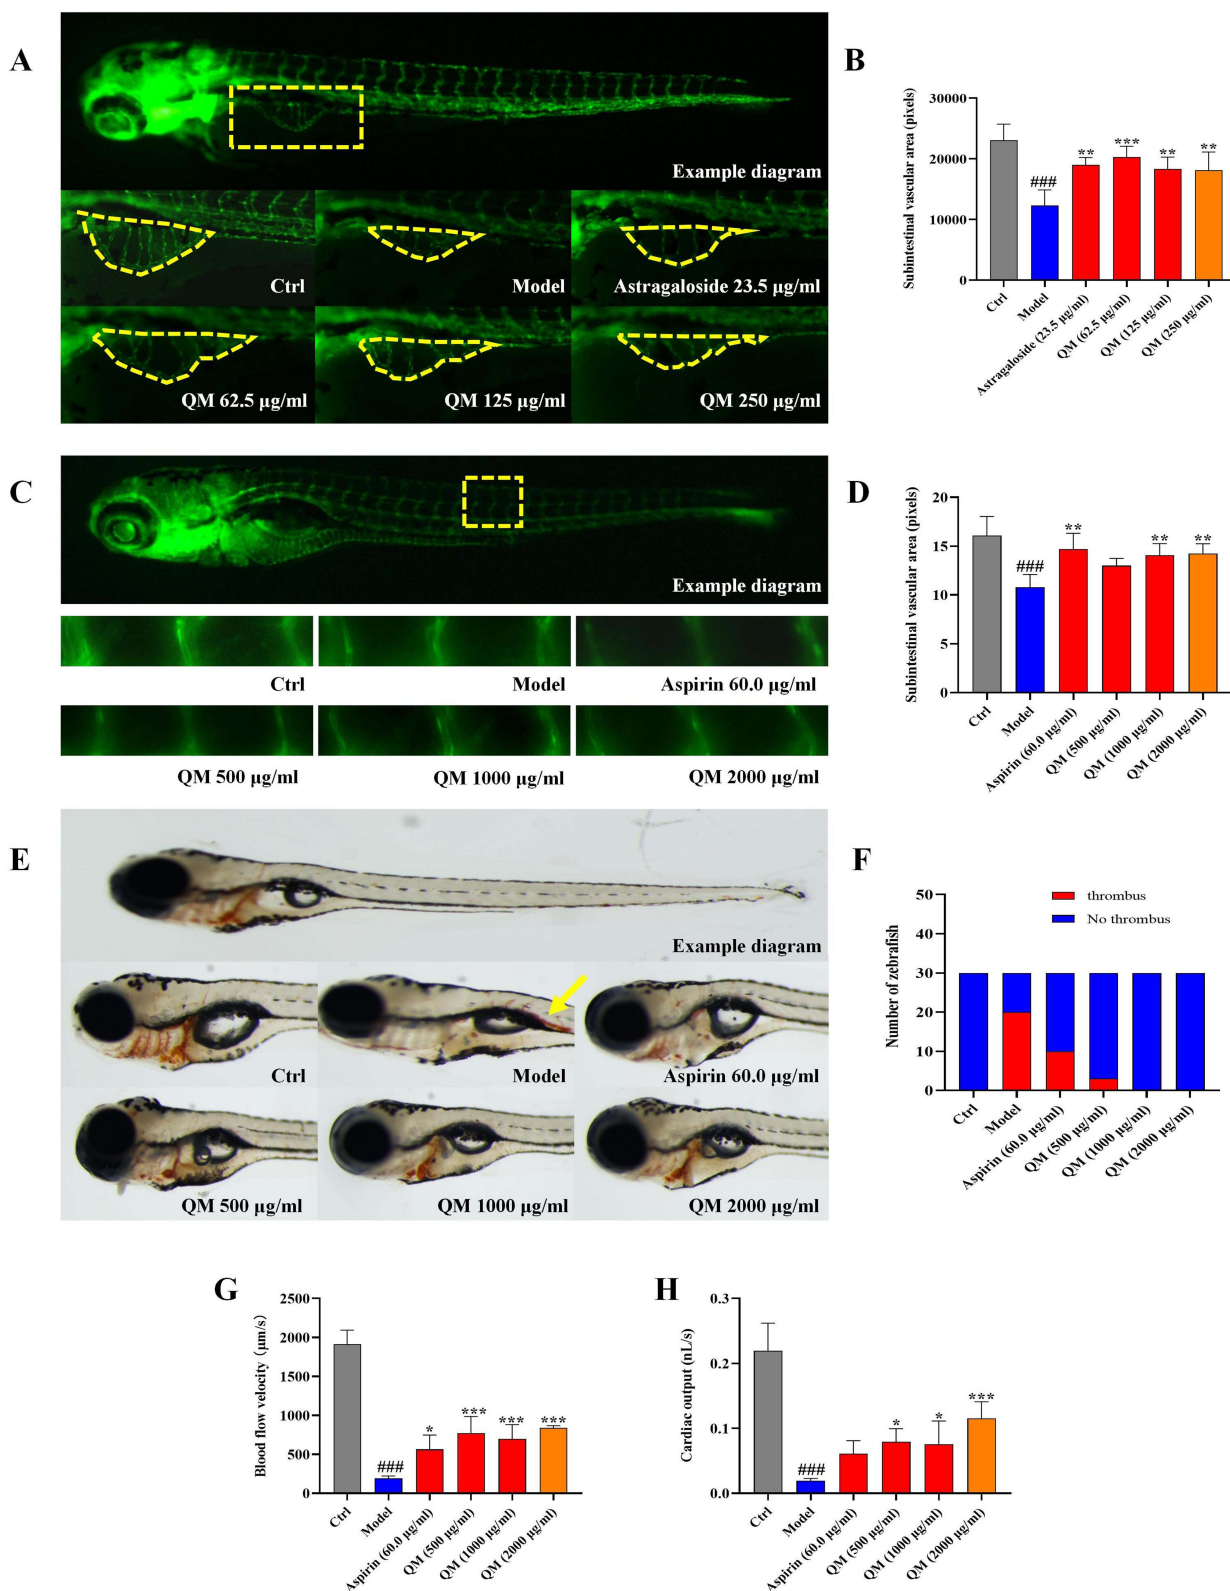 A
Example diagram
Ctrl
Model
Astragaloside 23.5 µg/ml
QM 62.5 µg/ml
QM 125 µg/ml
QM 250 µg/ml
B
Subintestinal vascular area (pixels)
30000
20000
10000
0
###
**
***
**
**
Ctrl
Model
Astragaloside (23.5 µg/ml)
QM (62.5 µg/ml)
QM (125 µg/ml)
QM (250 µg/ml)
C
Example diagram
Ctrl
Model
Aspirin 60.0 µg/ml
QM 500 µg/ml
QM 1000 µg/ml
QM 2000 µg/ml
D
Subintestinal vascular area (pixels)
20
15
10
5
0
###
**
**
**
Ctrl
Model
Aspirin (60.0 µg/ml)
QM (500 µg/ml)
QM (1000 µg/ml)
QM (2000 µg/ml)
E
Example diagram
Ctrl
Model
Aspirin 60.0 µg/ml
QM 500 µg/ml
QM 1000 µg/ml
QM 2000 µg/ml
F
Number of zebrafish
50
40
30
20
10
0
thrombus
No thrombus
Ctrl
Model
Aspirin (60.0 µg/ml)
QM (500 µg/ml)
QM (1000 µg/ml)
QM (2000 µg/ml)
G
Blood flow velocity (µm/s)
2500
2000
1500
1000
500
0
###
*
***
***
***
Ctrl
Model
Aspirin (60.0 µg/ml)
QM (500 µg/ml)
QM (1000 µg/ml)
QM (2000 µg/ml)
H
Cardiac output (nL/s)
0.3
0.2
0.1
0.0
###
*
*
***
Ctrl
Model
Aspirin (60.0 µg/ml)
QM (500 µg/ml)
QM (1000 µg/ml)
QM (2000 µg/ml)